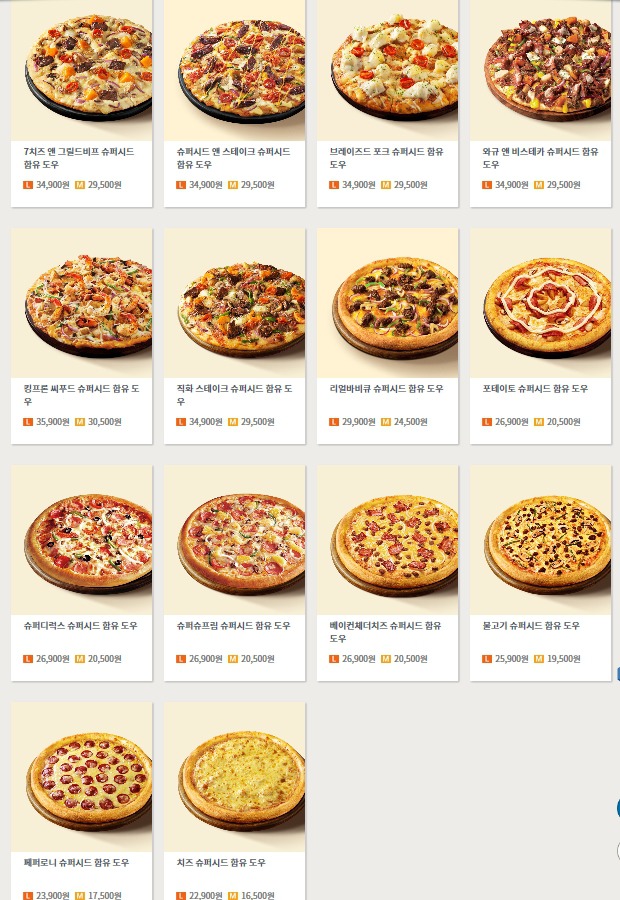 7치즈 앤 그릴드비프 슈퍼시드
함유 도우
L 34,900원 M 29,500원
슈퍼시드 앤 스테이크 슈퍼시드
함유 도우
L 34,900원 M 29,500원
브레이즈드 포크 슈퍼시드 함유
도우
L 34,900원 M 29,500원
와규 앤 비스테카 슈퍼시드 함유
도우
L 34,900원 M 29,500원
킹프론 씨푸드 슈퍼시드 함유 도
우
L 35,900원 M 30,500원
직화 스테이크 슈퍼시드 함유 도
우
L 34,900원 M 29,500원
리얼바비큐 슈퍼시드 함유 도우
L 29,900원 M 24,500원
포테이토 슈퍼시드 함유 도우
L 26,900원 M 20,500원
슈퍼디럭스 슈퍼시드 함유 도우
L 26,900원 M 20,500원
슈퍼슈프림 슈퍼시드 함유 도우
L 26,900원 M 20,500원
베이컨체더치즈 슈퍼시드 함유
도우
L 26,900원 M 20,500원
불고기 슈퍼시드 함유 도우
L 25,900원 M 19,500원
페퍼로니 슈퍼시드 함유 도우
L 23,900원 M 17,500원
치즈 슈퍼시드 함유 도우
L 22,900원 M 16,500원